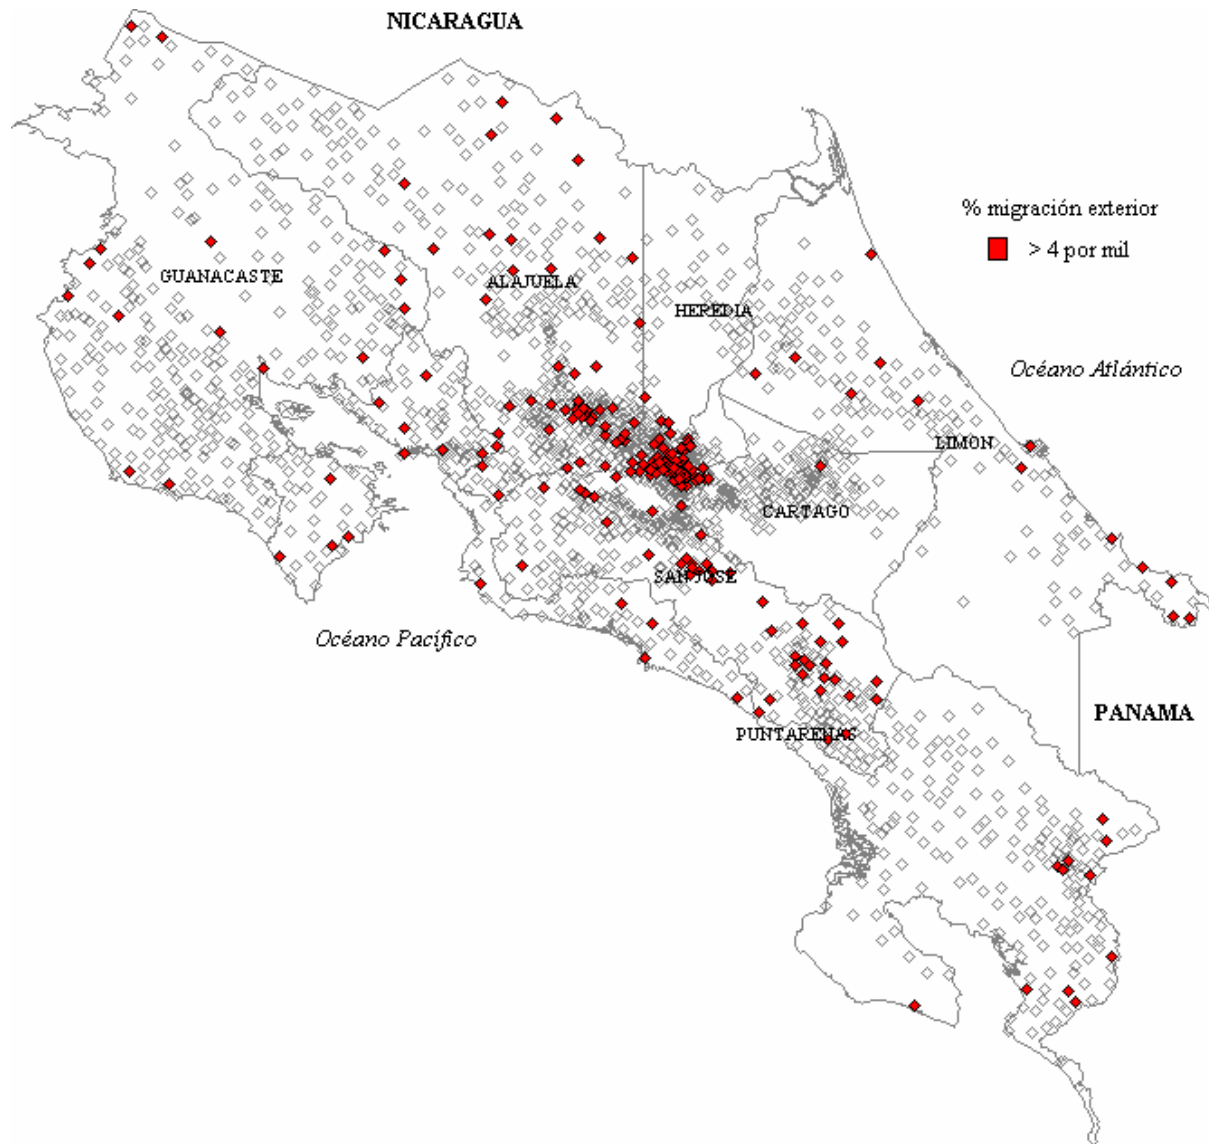 NICARAGUA
% migración exterior
> 4 por mil
GUANACASTE
ALAJUELA
HEREDIA
Océano Atlántico
LIMON
CARTAGO
SAN JOSE
Océano Pacífico
PANAMA
PUNTARENAS